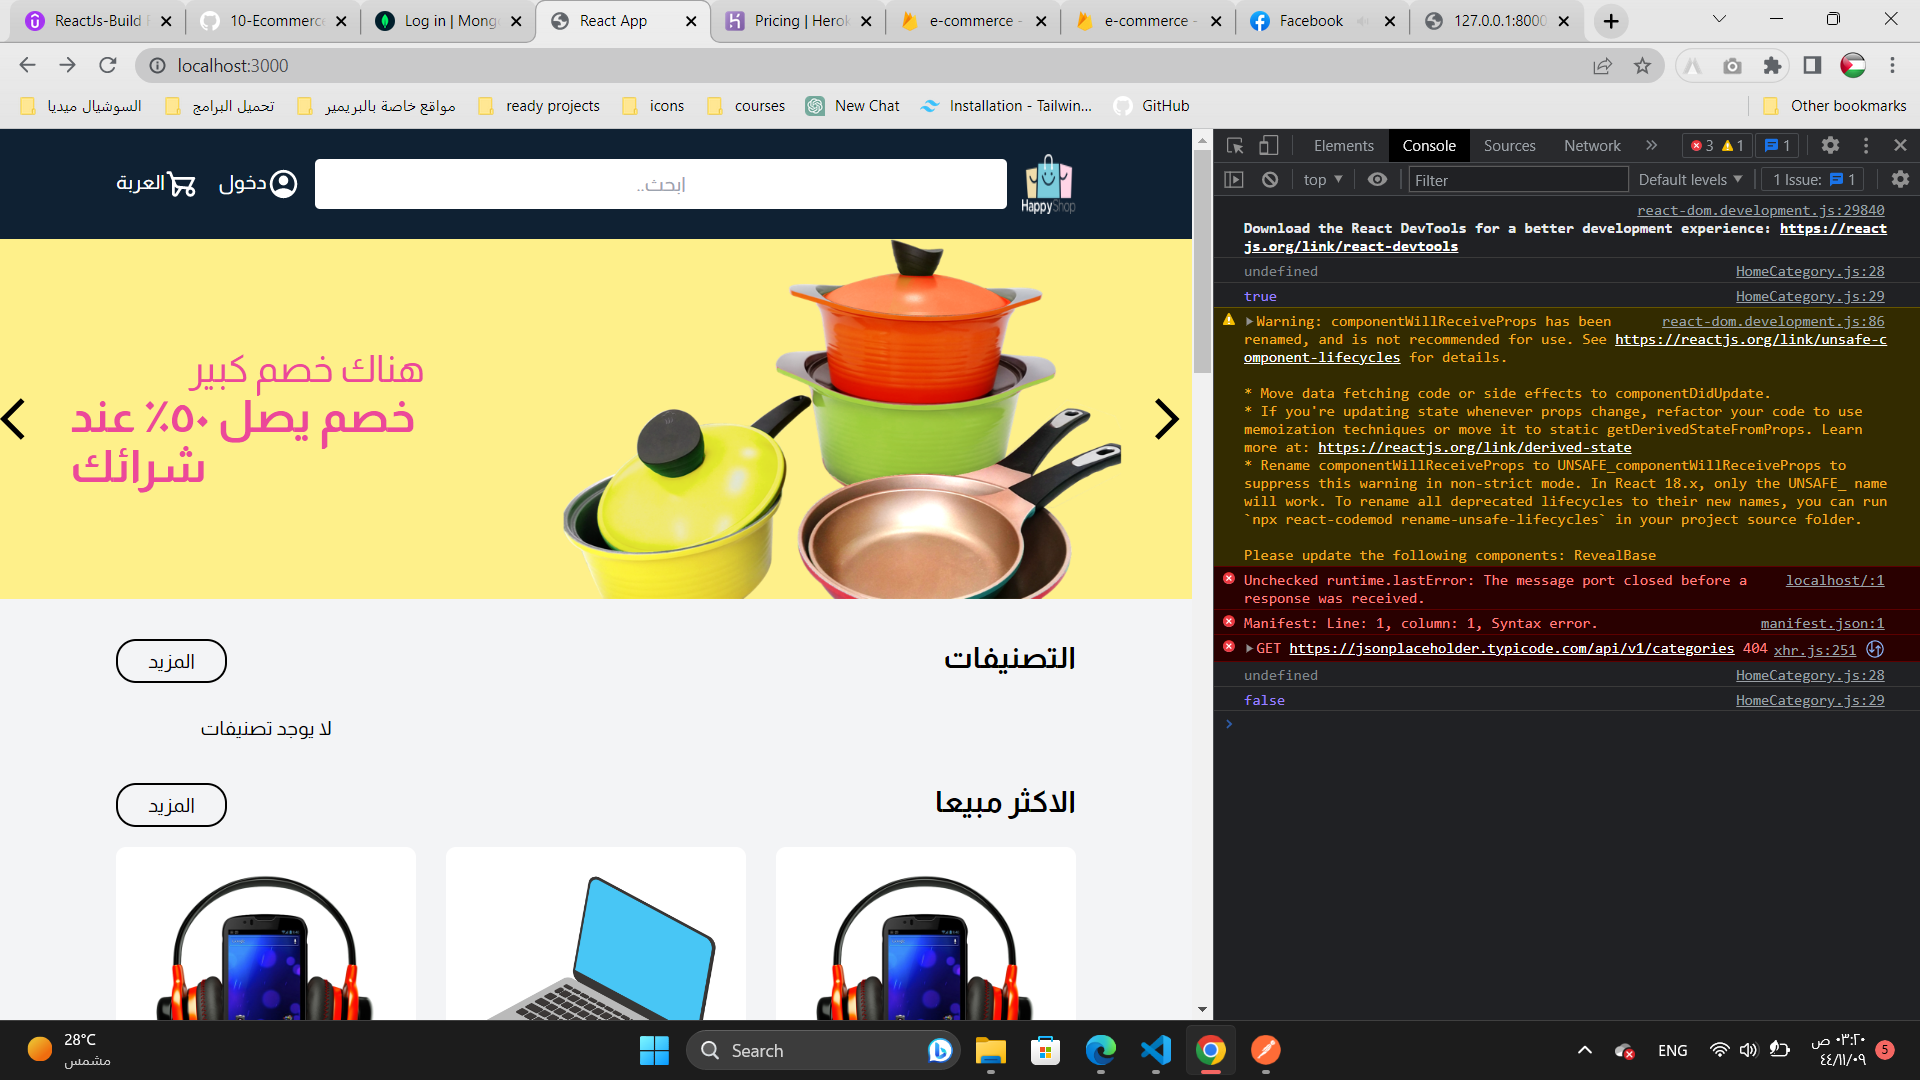 ReactJs-Build
10-Ecommerce
Log in | Mong
React App
Pricing | Herok
e-commerce -
e-commerce -
Facebook
127.0.0.1:8000
localhost:3000
السوشيال ميديا
تحميل البرامج
مواقع خاصة بالبريمير
ready projects
icons
courses
New Chat
Installation - Tailwin...
GitHub
Other bookmarks
العربة
دخول
ابحث..
HappyShop
هناك خصم كبير
خصم يصل ٥٠٪ عند
شرائك
التصنيفات
المزيد
لا يوجد تصنيفات
الاكثر مبيعا
المزيد
Elements
Console
Sources
Network
3
1
1
top
Filter
Default levels
1 Issue:
1
react-dom.development.js:29840
Download the React DevTools for a better development experience: https://react
js.org/link/react-devtools
undefined HomeCategory.js:28
true HomeCategory.js:29
Warning: componentWillReceiveProps has been react-dom.development.js:86
renamed, and is not recommended for use. See https://reactjs.org/link/unsafe-c
omponent-lifecycles for details.
* Move data fetching code or side effects to componentDidUpdate.
* If you're updating state whenever props change, refactor your code to use
memoization techniques or move it to static getDerivedStateFromProps. Learn
more at: https://reactjs.org/link/derived-state
* Rename componentWillReceiveProps to UNSAFE_componentWillReceiveProps to
suppress this warning in non-strict mode. In React 18.x, only the UNSAFE_ name
will work. To rename all deprecated lifecycles to their new names, you can run
`npx react-codemod rename-unsafe-lifecycles` in your project source folder.
Please update the following components: RevealBase
Unchecked runtime.lastError: The message port closed before a localhost/:1
response was received.
Manifest: Line: 1, column: 1, Syntax error. manifest.json:1
GET https://jsonplaceholder.typicode.com/api/v1/categories 404 xhr.js:251
undefined HomeCategory.js:28
false HomeCategory.js:29
28°C
مشمس
Search
ENG
٠٣:٢٠ ص
٤٤/١١/٠٩
5